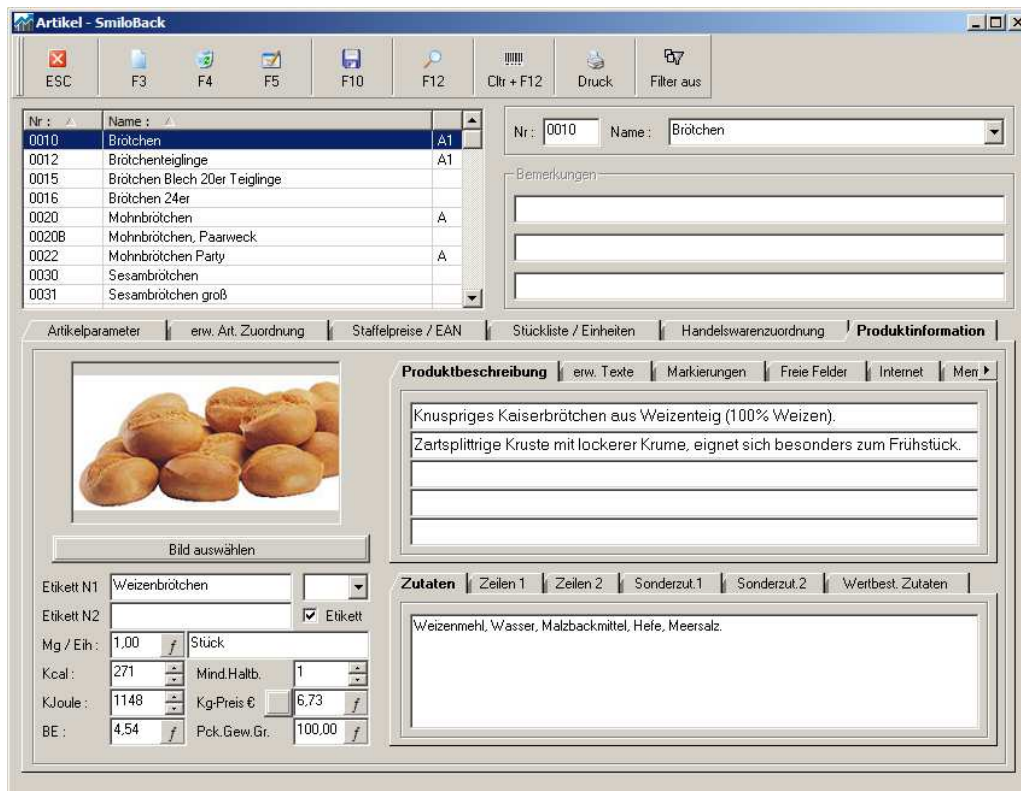 Artikel - SmiloBack
ESC F3 F4 F5 F10 F12 Cltr + F12 Druck Filter aus
Nr : Name :
0010 Brötchen A1
0012 Brötchenteiglinge A1
0015 Brötchen Blech 20er Teiglinge
0016 Brötchen 24er
0020 Mohnbrötchen A
0020B Mohnbrötchen, Paarweck
0022 Mohnbrötchen Party A
0030 Sesambrötchen
0031 Sesambrötchen groß
Nr : 0010 Name : Brötchen
Bemerkungen
Artikelparameter erw. Art. Zuordnung Staffelpreise / EAN Stückliste / Einheiten Handelswarenzuordnung Produktinformation
Produktbeschreibung erw. Texte Markierungen Freie Felder Internet Mem
Knuspriges Kaiserbrötchen aus Weizenteig (100% Weizen).
Zartsplittrige Kruste mit lockerer Krume, eignet sich besonders zum Frühstück.
Bild auswählen
Etikett N1 Weizenbrötchen
Etikett N2 Etikett
Mg / Eih : 1,00 f Stück
Kcal : 271 Mind.Haltb. 1
KJoule : 1148 Kg-Preis € 6,73 f
BE : 4,54 f Pck.Gew.Gr. 100,00 f
Zutaten Zeilen 1 Zeilen 2 Sonderzut.1 Sonderzut.2 Wertbest. Zutaten
Weizenmehl, Wasser, Malzbackmittel, Hefe, Meersalz.